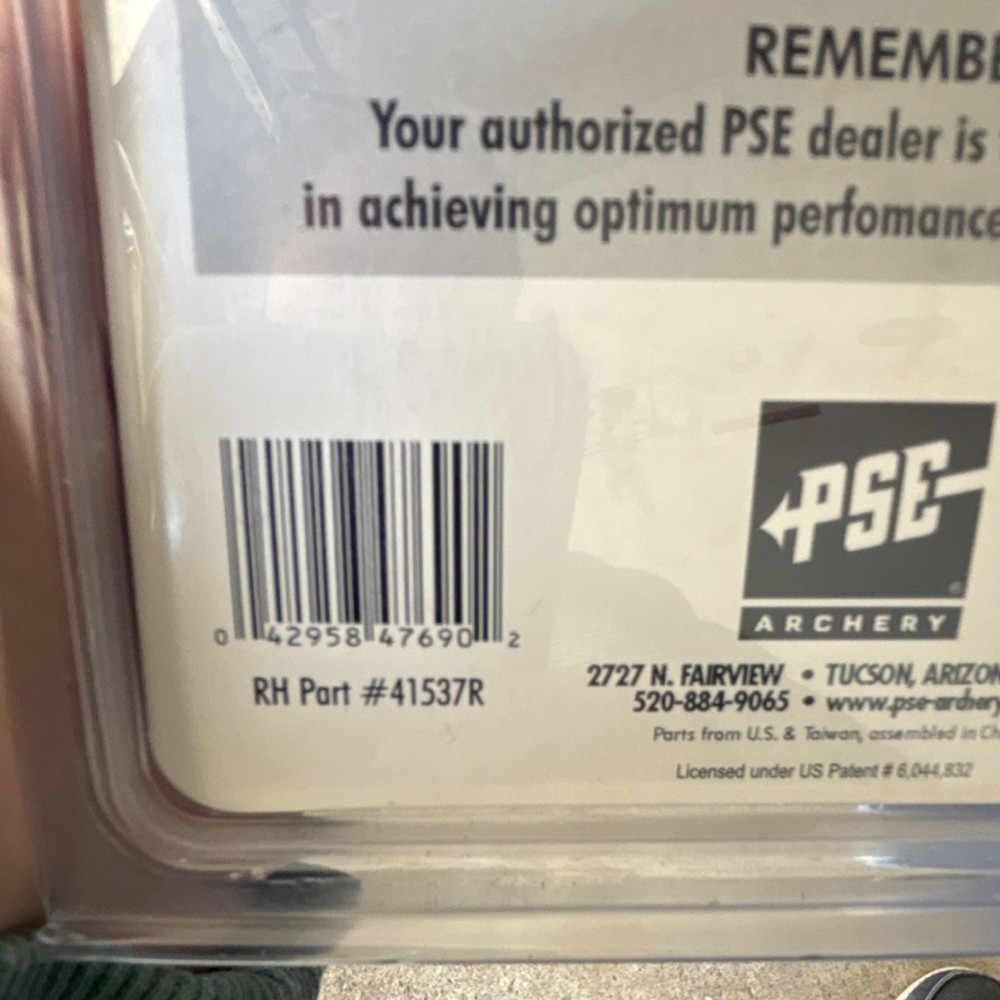 REMEMBE
Your authorized PSE dealer is
in achieving optimum perfomance
PSE
ARCHERY
0 42958 47690 2
RH Part #41537R
2727 N. FAIRVIEW • TUCSON, ARIZON
520-884-9065 • www.pse-archery
Parts from U.S. & Taiwan, assembled in Ch
Licensed under US Patent # 6,044,832